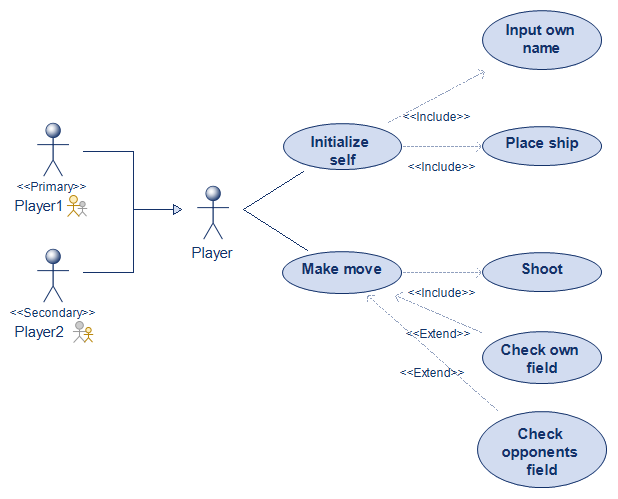 Input own
name
<<Include>>
Initialize
self
Place ship
<<Include>>
<<Primary>>
Player1
Player
Make move
Shoot
<<Include>>
<<Secondary>>
Player2
<<Extend>>
Check own
field
<<Extend>>
Check
opponents
field